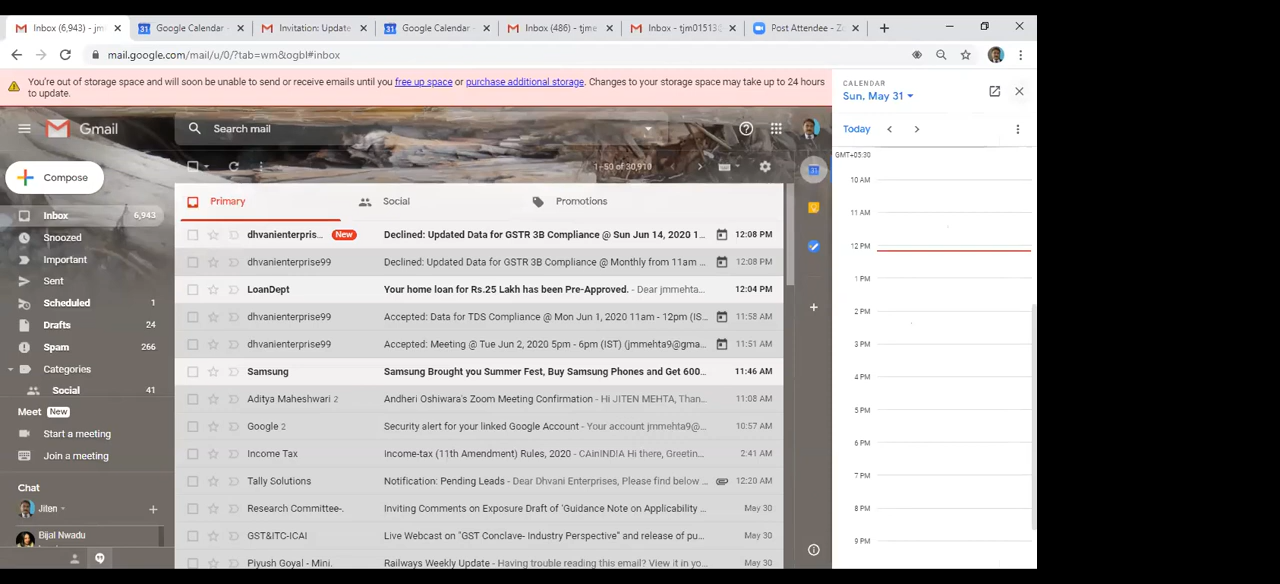 Inbox (6,943) - jm
Google Calendar -
Invitation: Update
Google Calendar -
Inbox (486) - tjme
Inbox - tjm01513
Post Attendee - Z
mail.google.com/mail/u/0/?tab=wm&ogbl#inbox
You're out of storage space and will soon be unable to send or receive emails until you free up space or purchase additional storage. Changes to your storage space may take up to 24 hours
to update.
CALENDAR
Sun, May 31
Today
GMT+05:30
10 AM
11 AM
12 PM
1 PM
2 PM
3 PM
4 PM
5 PM
6 PM
7 PM
8 PM
9 PM
Gmail
Search mail
1-50 of 30,910
Compose
Inbox 6,943
Snoozed
Important
Sent
Scheduled 1
Drafts 24
Spam 266
Categories
Social 41
Meet New
Start a meeting
Join a meeting
Chat
Jiten
Bijal Nwadu
Primary
Social
Promotions
dhvanienterpris... New Declined: Updated Data for GSTR 3B Compliance @ Sun Jun 14, 2020 1... 12:08 PM
dhvanienterprise99 Declined: Updated Data for GSTR 3B Compliance @ Monthly from 11am ... 12:08 PM
LoanDept Your home loan for Rs.25 Lakh has been Pre-Approved. - Dear jmmehta... 12:04 PM
dhvanienterprise99 Accepted: Data for TDS Compliance @ Mon Jun 1, 2020 11am - 12pm (IS... 11:58 AM
dhvanienterprise99 Accepted: Meeting @ Tue Jun 2, 2020 5pm - 6pm (IST) (jmmehta9@gma... 11:51 AM
Samsung Samsung Brought you Summer Fest, Buy Samsung Phones and Get 600... 11:46 AM
Aditya Maheshwari 2 Andheri Oshiwara's Zoom Meeting Confirmation - Hi JITEN MEHTA, Than... 11:08 AM
Google 2 Security alert for your linked Google Account - Your account jmmehta9@... 10:57 AM
Income Tax Income-tax (11th Amendment) Rules, 2020 - CAinINDIA Hi there, Greetin... 2:41 AM
Tally Solutions Notification: Pending Leads - Dear Dhvani Enterprises, Please find below ... 12:20 AM
Research Committee-. Inviting Comments on Exposure Draft of 'Guidance Note on Applicability ... May 30
GST&ITC-ICAI Live Webcast on "GST Conclave- Industry Perspective" and release of pu... May 30
Piyush Goyal - Mini. Railways Weekly Update - Having trouble reading this email? View it in yo... May 30